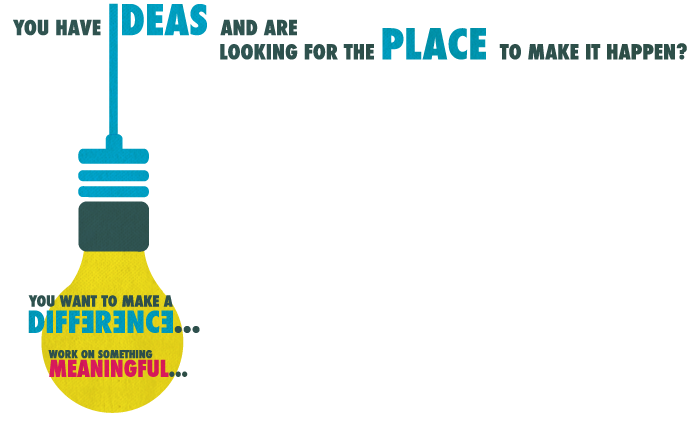 YOU HAVE IDEAS AND ARE
LOOKING FOR THE PLACE TO MAKE IT HAPPEN?
YOU WANT TO MAKE A
DIFFERENCE...
WORK ON SOMETHING
MEANINGFUL...